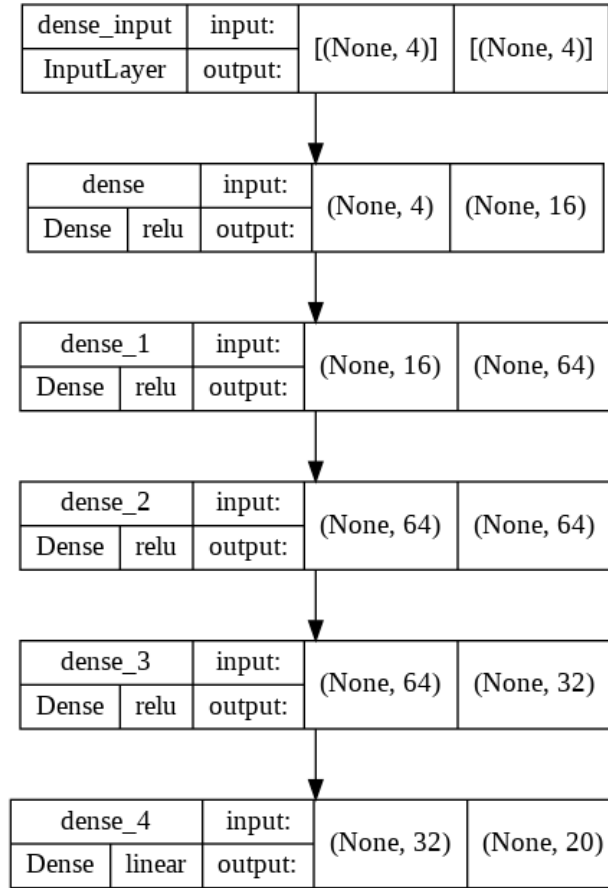 dense_input input: [(None, 4)] [(None, 4)]
InputLayer output:
dense input: (None, 4) (None, 16)
Dense relu output:
dense_1 input: (None, 16) (None, 64)
Dense relu output:
dense_2 input: (None, 64) (None, 64)
Dense relu output:
dense_3 input: (None, 64) (None, 32)
Dense relu output:
dense_4 input: (None, 32) (None, 20)
Dense linear output: